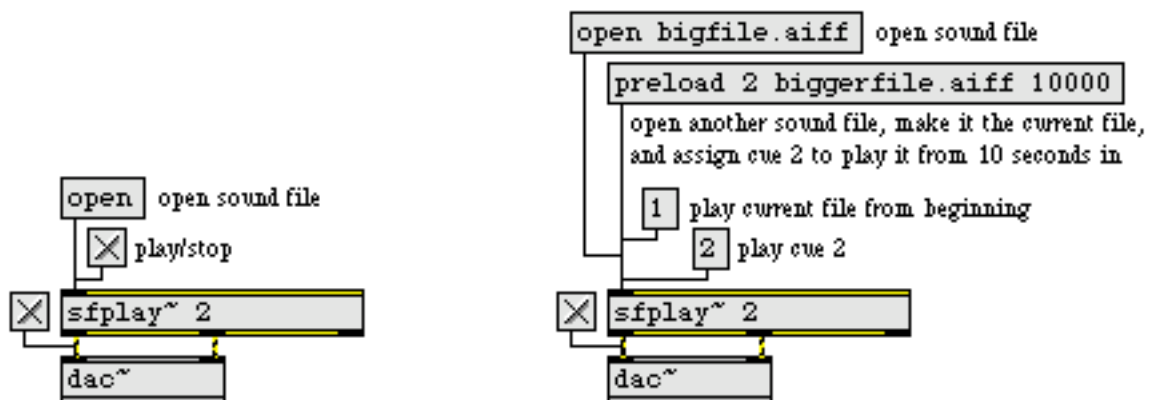 open
open sound file
play/stop
sfplay~ 2
dac~
open bigfile.aiff
open sound file
preload 2 biggerfile.aiff 10000
open another sound file, make it the current file,
and assign cue 2 to play it from 10 seconds in
1
play current file from beginning
2
play cue 2
sfplay~ 2
dac~